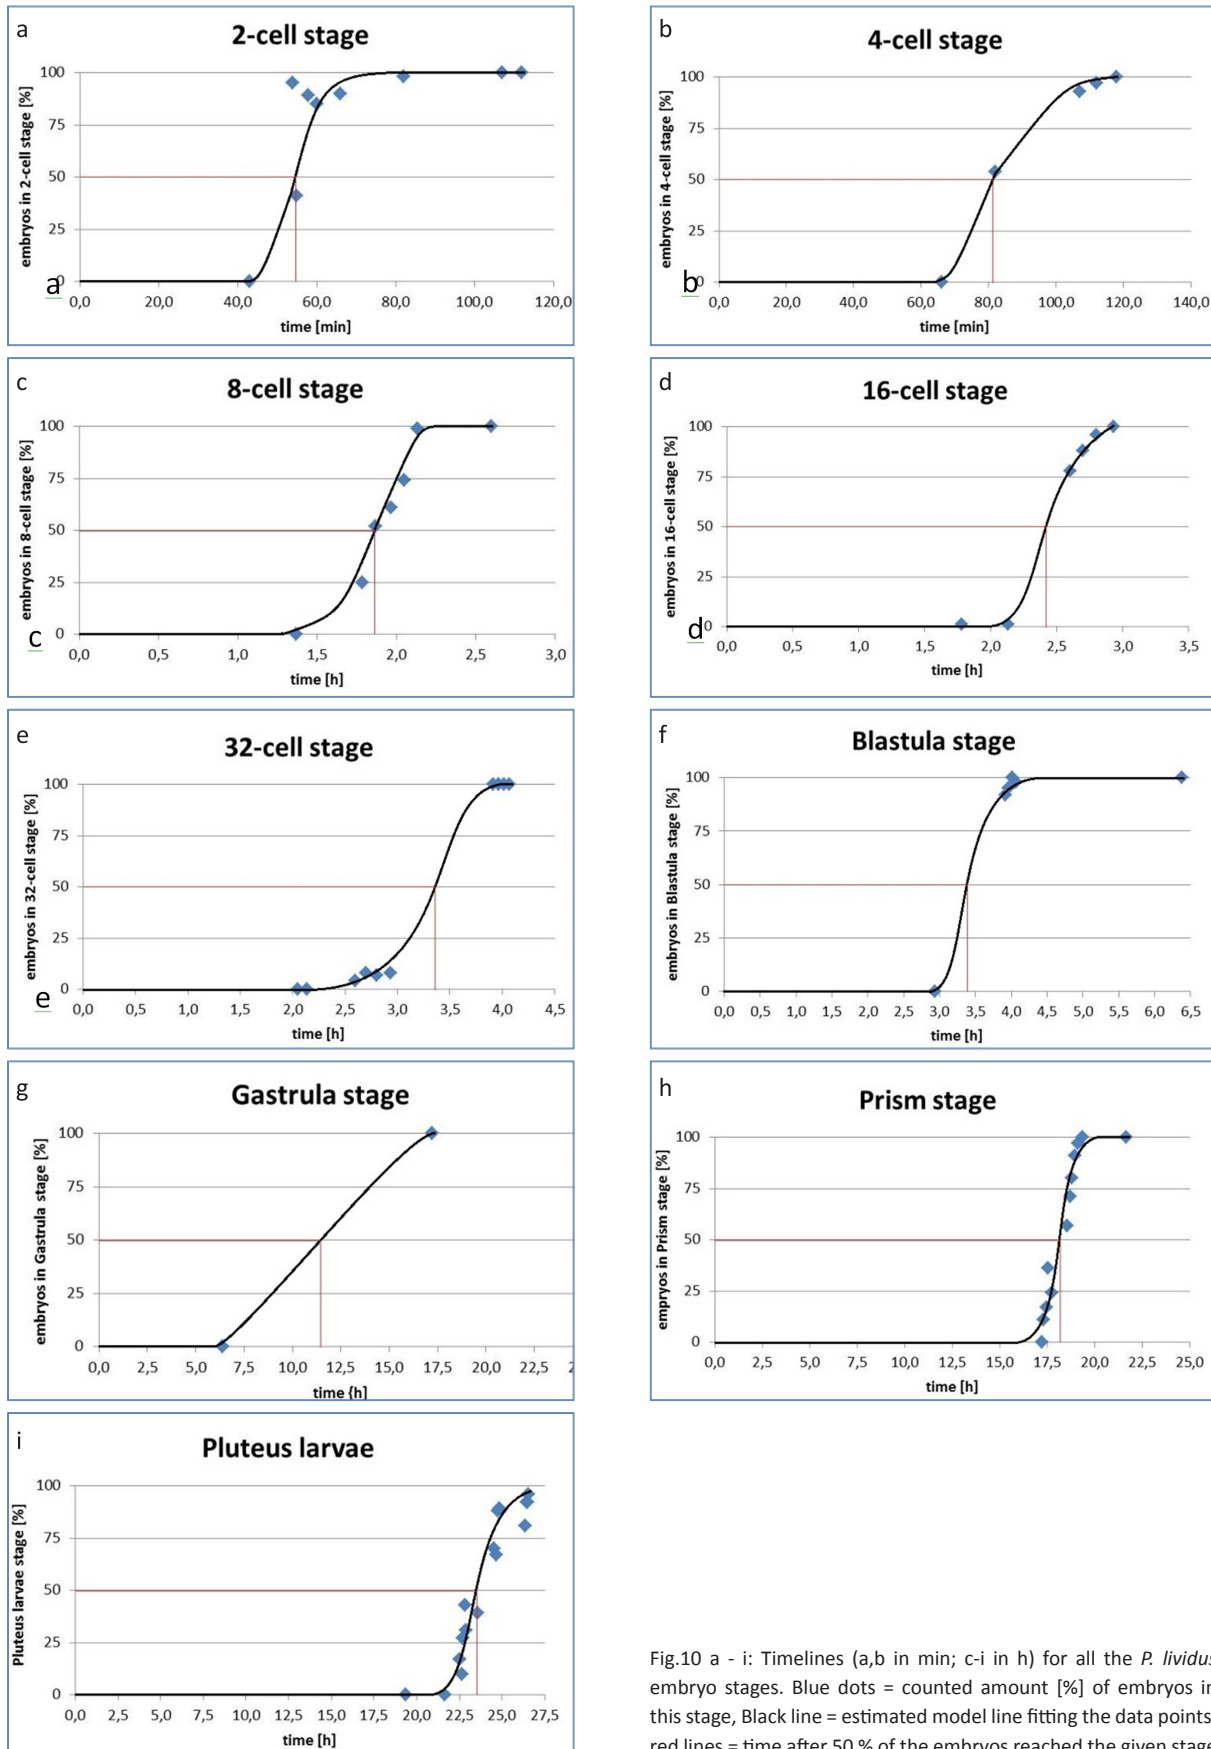 a
2-cell stage
embryos in 2-cell stage [%]
100
75
50
25
0
a
0,0 20,0 40,0 60,0 80,0 100,0 120,0
time [min]
b
4-cell stage
embryos in 4-cell stage [%]
100
75
50
25
0
b
0,0 20,0 40,0 60,0 80,0 100,0 120,0 140,0
time [min]
c
8-cell stage
embryos in 8-cell stage [%]
100
75
50
25
0
c
0,0 0,5 1,0 1,5 2,0 2,5 3,0
time [h]
d
16-cell stage
embryos in 16-cell stage [%]
100
75
50
25
0
d
0,0 0,5 1,0 1,5 2,0 2,5 3,0 3,5
time [h]
e
32-cell stage
embryos in 32-cell stage [%]
100
75
50
25
0
e
0,0 0,5 1,0 1,5 2,0 2,5 3,0 3,5 4,0 4,5
time [h]
f
Blastula stage
embryos in Blastula stage [%]
100
75
50
25
0
0,0 0,5 1,0 1,5 2,0 2,5 3,0 3,5 4,0 4,5 5,0 5,5 6,0 6,5
time [h]
g
Gastrula stage
embryos in Gastrula stage [%]
100
75
50
25
0
0,0 2,5 5,0 7,5 10,0 12,5 15,0 17,5 20,0 22,5 2
time {h]
h
Prism stage
empryos in Prism stage [%]
100
75
50
25
0
0,0 2,5 5,0 7,5 10,0 12,5 15,0 17,5 20,0 22,5 25,0
time [h]
i
Pluteus larvae
Pluteus larvae stage [%]
100
75
50
25
0
0,0 2,5 5,0 7,5 10,0 12,5 15,0 17,5 20,0 22,5 25,0 27,5
time [h]
Fig.10 a - i: Timelines (a,b in min; c-i in h) for all the P. lividus
embryo stages. Blue dots = counted amount [%] of embryos in
this stage, Black line = estimated model line fitting the data points
red lines = time after 50 % of the embryos reached the given stage